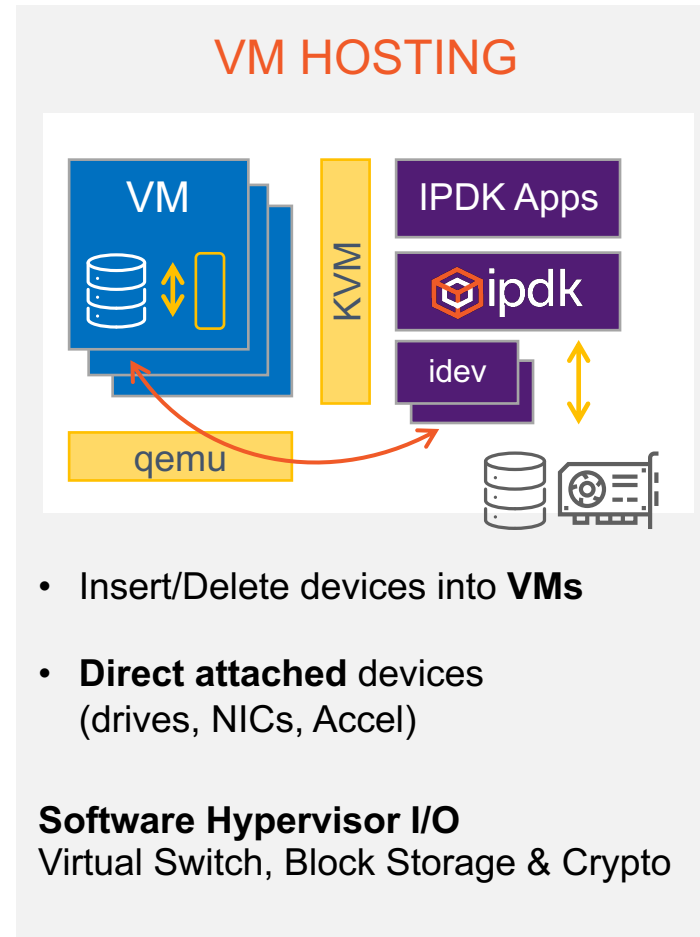 VM HOSTING
VM
KVM
IPDK Apps
ipdk
idev
qemu
• Insert/Delete devices into VMs
• Direct attached devices
(drives, NICs, Accel)
Software Hypervisor I/O
Virtual Switch, Block Storage & Crypto